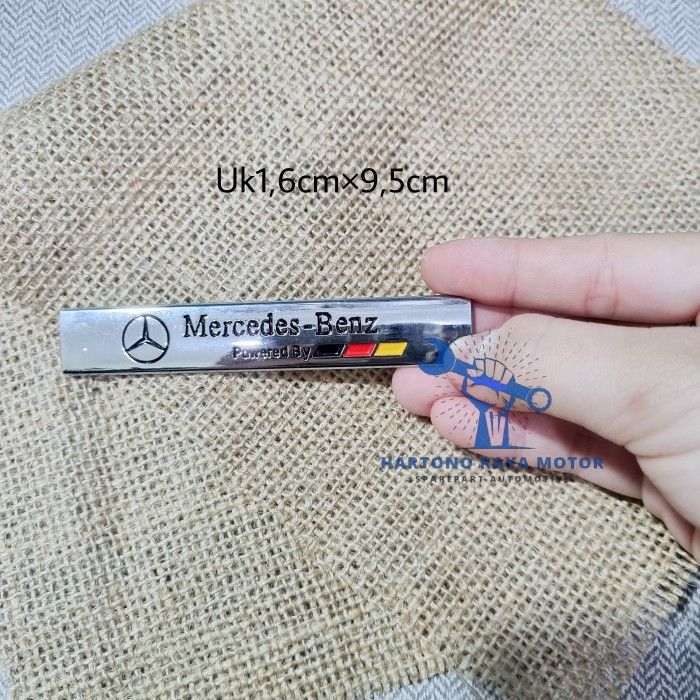 Uk1,6cm×9,5cm
Mercedes-Benz
Powered By
HARTONO RAYA MOTOR
SPAREPART AUTOMOTIVE